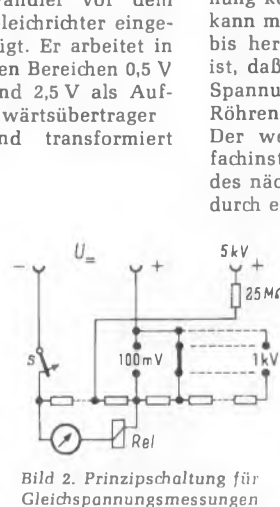 wandler vor dem
leichrichter einge-
ügt. Er arbeitet in
en Bereichen 0,5 V
nd 2,5 V als Auf-
wärtsübertrager
nd transformiert
nung k
kann m
bis her
ist, daß
Spannu
Röhren
Der we
fachinst
des näc
durch e
5 kV
− U= + +
25 MΩ
S
100 mV
1 kV
Rel
Bild 2. Prinzipschaltung für
Gleichspannungsmessungen